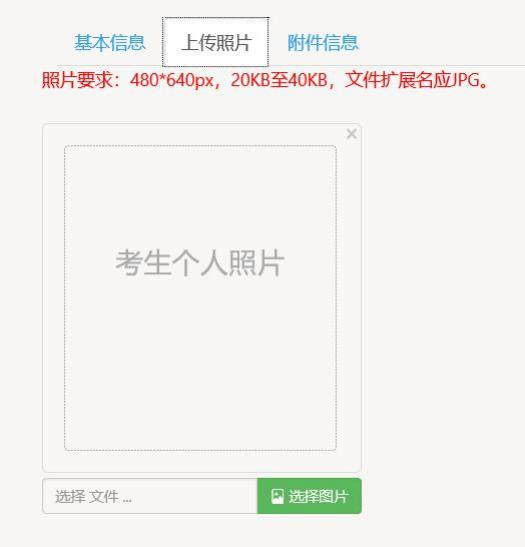 基本信息 上传照片 附件信息
照片要求：480*640px，20KB至40KB，文件扩展名应JPG。
×
考生个人照片
选择 文件 ... 选择图片